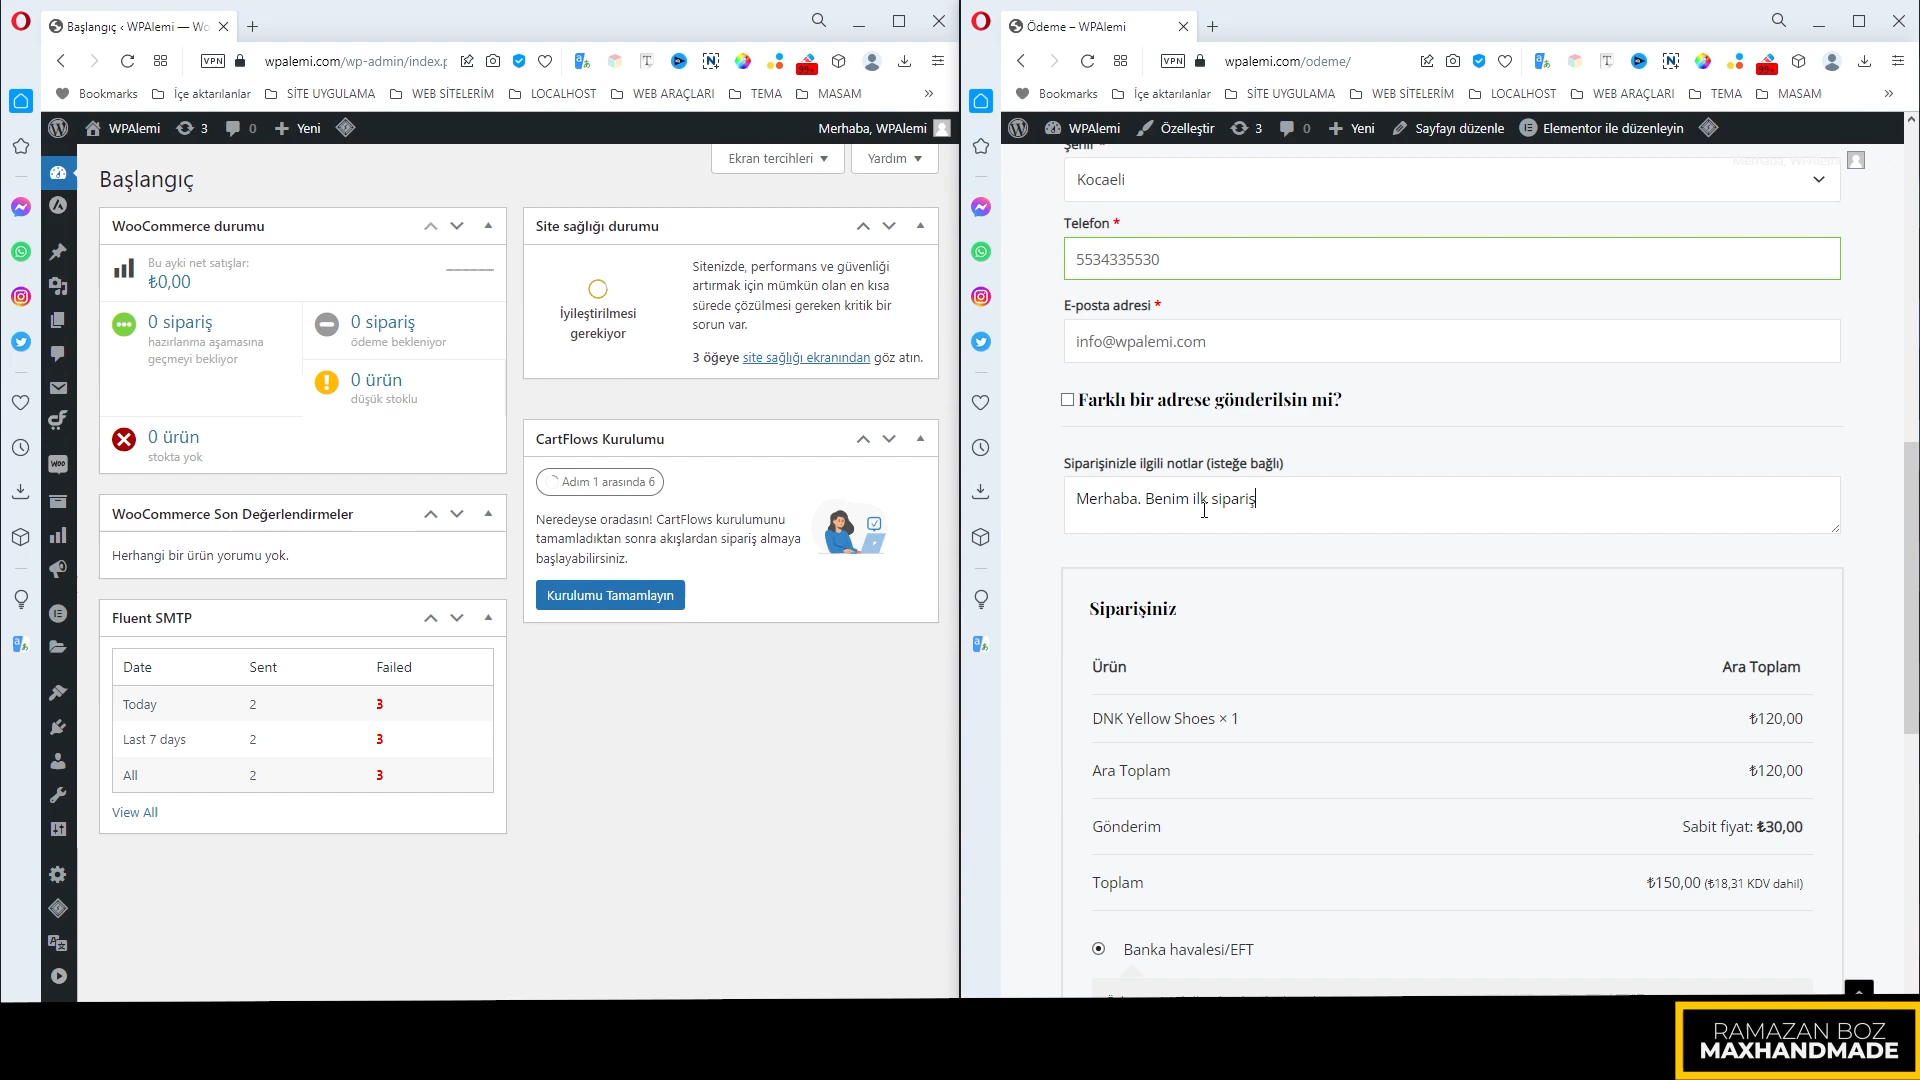 Başlangıç ‹ WPAlemi — Wo
VPN
wpalemi.com/wp-admin/index.p
99+
Bookmarks
İçe aktarılanlar
SİTE UYGULAMA
WEB SİTELERİM
LOCALHOST
WEB ARAÇLARI
TEMA
MASAM
»
WPAlemi
3
0
Yeni
Merhaba, WPAlemi
Ekran tercihleri
Yardım
Başlangıç
WooCommerce durumu
Bu ayki net satışlar:
₺0,00
0 sipariş
hazırlanma aşamasına
geçmeyi bekliyor
0 sipariş
ödeme bekleniyor
0 ürün
düşük stoklu
0 ürün
stokta yok
WooCommerce Son Değerlendirmeler
Herhangi bir ürün yorumu yok.
Fluent SMTP
Date Sent Failed
Today 2 3
Last 7 days 2 3
All 2 3
View All
Site sağlığı durumu
İyileştirilmesi
gerekiyor
Sitenizde, performans ve güvenliği
artırmak için mümkün olan en kısa
sürede çözülmesi gereken kritik bir
sorun var.
3 öğeye site sağlığı ekranından göz atın.
CartFlows Kurulumu
Adım 1 arasında 6
Neredeyse oradasın! CartFlows kurulumunu
tamamladıktan sonra akışlardan sipariş almaya
başlayabilirsiniz.
Kurulumu Tamamlayın
Ödeme – WPAlemi
VPN
wpalemi.com/odeme/
99+
Bookmarks
İçe aktarılanlar
SİTE UYGULAMA
WEB SİTELERİM
LOCALHOST
WEB ARAÇLARI
TEMA
MASAM
»
WPAlemi
Özelleştir
3
0
Yeni
Sayfayı düzenle
Elementor ile düzenleyin
Merhaba, WPAlemi
Şehir *
Kocaeli
Telefon *
5534335530
E-posta adresi *
info@wpalemi.com
Farklı bir adrese gönderilsin mi?
Siparişinizle ilgili notlar (isteğe bağlı)
Merhaba. Benim ilk sipariş
Siparişiniz
Ürün Ara Toplam
DNK Yellow Shoes × 1 ₺120,00
Ara Toplam ₺120,00
Gönderim Sabit fiyat: ₺30,00
Toplam ₺150,00 (₺18,31 KDV dahil)
Banka havalesi/EFT
RAMAZAN BOZ
MAXHANDMADE